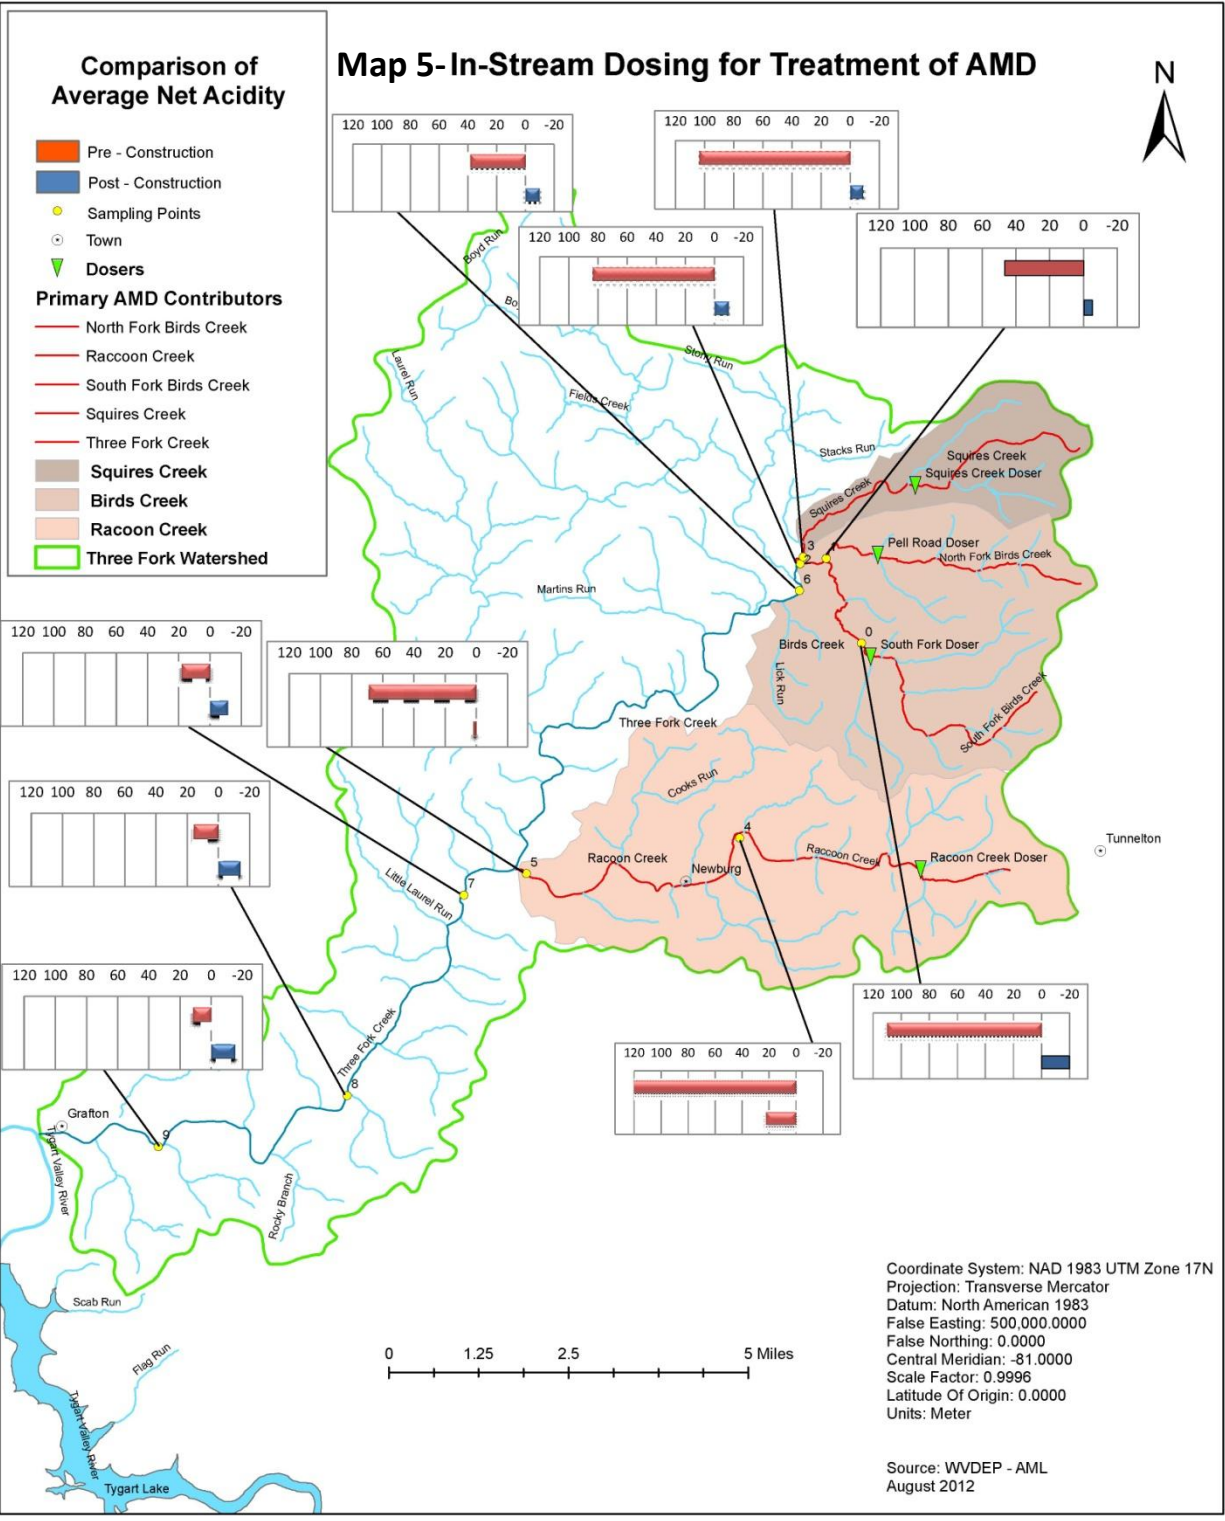 Map 5-In-Stream Dosing for Treatment of AMD
N
Comparison of
Average Net Acidity
Pre - Construction
Post - Construction
Sampling Points
Town
Dosers
Primary AMD Contributors
North Fork Birds Creek
Raccoon Creek
South Fork Birds Creek
Squires Creek
Three Fork Creek
Squires Creek
Birds Creek
Racoon Creek
Three Fork Watershed
120 100 80 60 40 20 0 -20
120 100 80 60 40 20 0 -20
120 100 80 60 40 20 0 -20
120 100 80 60 40 20 0 -20
Boyd Run
Bo
Laurel Run
Stony Run
Fields Creek
Stacks Run
Squires Creek
Squires Creek Doser
Squires Creek
3
2
1
Pell Road Doser
North Fork Birds Creek
6
Martins Run
0
Birds Creek
South Fork Doser
Lick Run
South Fork Birds Creek
120 100 80 60 40 20 0 -20
120 100 80 60 40 20 0 -20
Three Fork Creek
Cooks Run
120 100 80 60 40 20 0 -20
4
Tunnelton
Racoon Creek
Raccoon Creek
Racoon Creek Doser
5
Newburg
7
Little Laurel Run
120 100 80 60 40 20 0 -20
120 100 80 60 40 20 0 -20
120 100 80 60 40 20 0 -20
Three Fork Creek
8
Grafton
9
Tygart Valley River
Rocky Branch
Scab Run
Flag Run
Tygart Valley River
Tygart Lake
0 1.25 2.5 5 Miles
Coordinate System: NAD 1983 UTM Zone 17N
Projection: Transverse Mercator
Datum: North American 1983
False Easting: 500,000.0000
False Northing: 0.0000
Central Meridian: -81.0000
Scale Factor: 0.9996
Latitude Of Origin: 0.0000
Units: Meter
Source: WVDEP - AML
August 2012